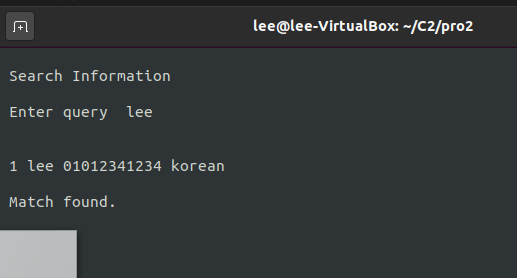 lee@lee-VirtualBox: ~/C2/pro2
Search Information
Enter query  lee
1 lee 01012341234 korean
Match found.